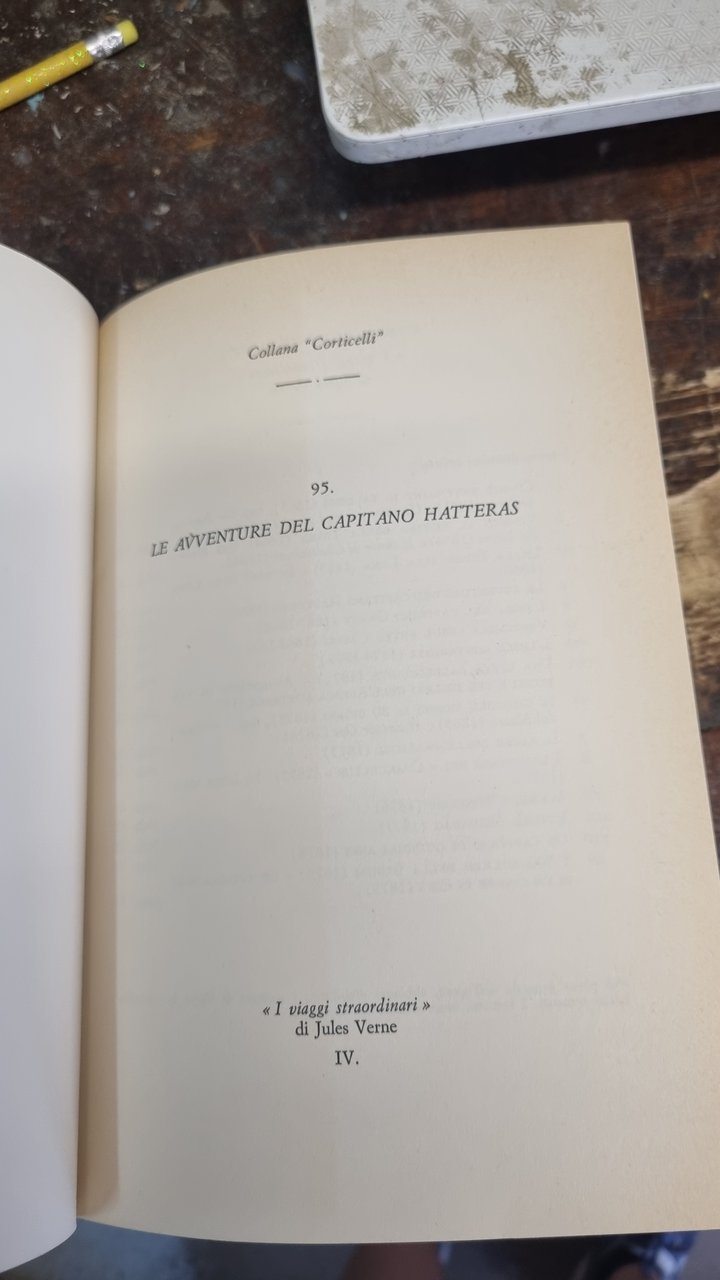 Collana "Corticelli"
95.
LE AVVENTURE DEL CAPITANO HATTERAS
« I viaggi straordinari »
di Jules Verne
IV.